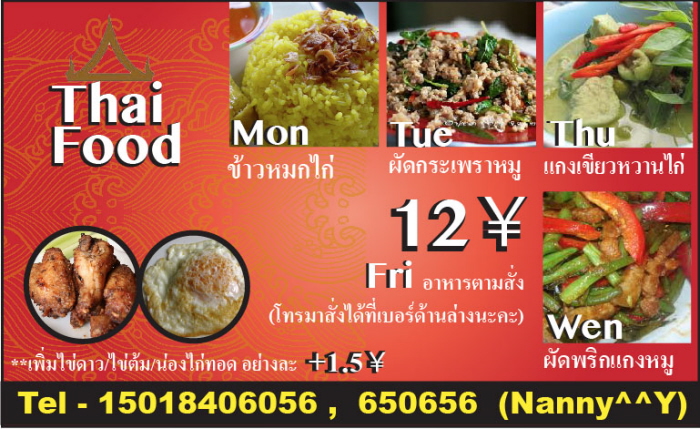 Thai
Food
Mon
ข้าวหมกไก่
Tue
ผัดกระเพราหมู
Thu
แกงเขียวหวานไก่
12 ¥
Fri อาหารตามสั่ง
(โทรมาสั่งได้ที่เบอร์ด้านล่างนะคะ)
Wen
ผัดพริกแกงหมู
**เพิ่มไข่ดาว/ไข่ต้ม/น่องไก่ทอด อย่างละ +1.5¥
Tel - 15018406056 , 650656 (Nanny^^Y)